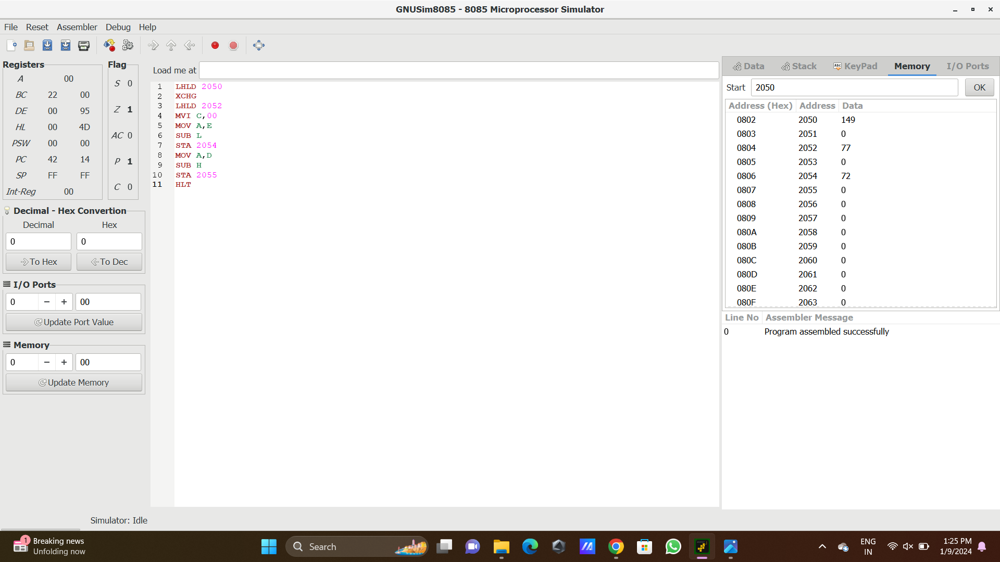 GNUSim8085 - 8085 Microprocessor Simulator
File Reset Assembler Debug Help
Registers
A 00
BC 22 00
DE 00 95
HL 00 4D
PSW 00 00
PC 42 14
SP FF FF
Int-Reg 00
Flag
S 0
Z 1
AC 0
P 1
C 0
Decimal - Hex Convertion
Decimal Hex
0 0
To Hex To Dec
I/O Ports
0 − + 00
Update Port Value
Memory
0 − + 00
Update Memory
Load me at
1 LHLD 2050
2 XCHG
3 LHLD 2052
4 MVI C,00
5 MOV A,E
6 SUB L
7 STA 2054
8 MOV A,D
9 SUB H
10 STA 2055
11 HLT
Data Stack Abc KeyPad Memory I/O Ports
Start 2050 OK
Address (Hex) Address Data
0802 2050 149
0803 2051 0
0804 2052 77
0805 2053 0
0806 2054 72
0807 2055 0
0808 2056 0
0809 2057 0
080A 2058 0
080B 2059 0
080C 2060 0
080D 2061 0
080E 2062 0
080F 2063 0
Line No Assembler Message
0 Program assembled successfully
Simulator: Idle
1 Breaking news
Unfolding now
Search
ENG
IN
1:25 PM
1/9/2024